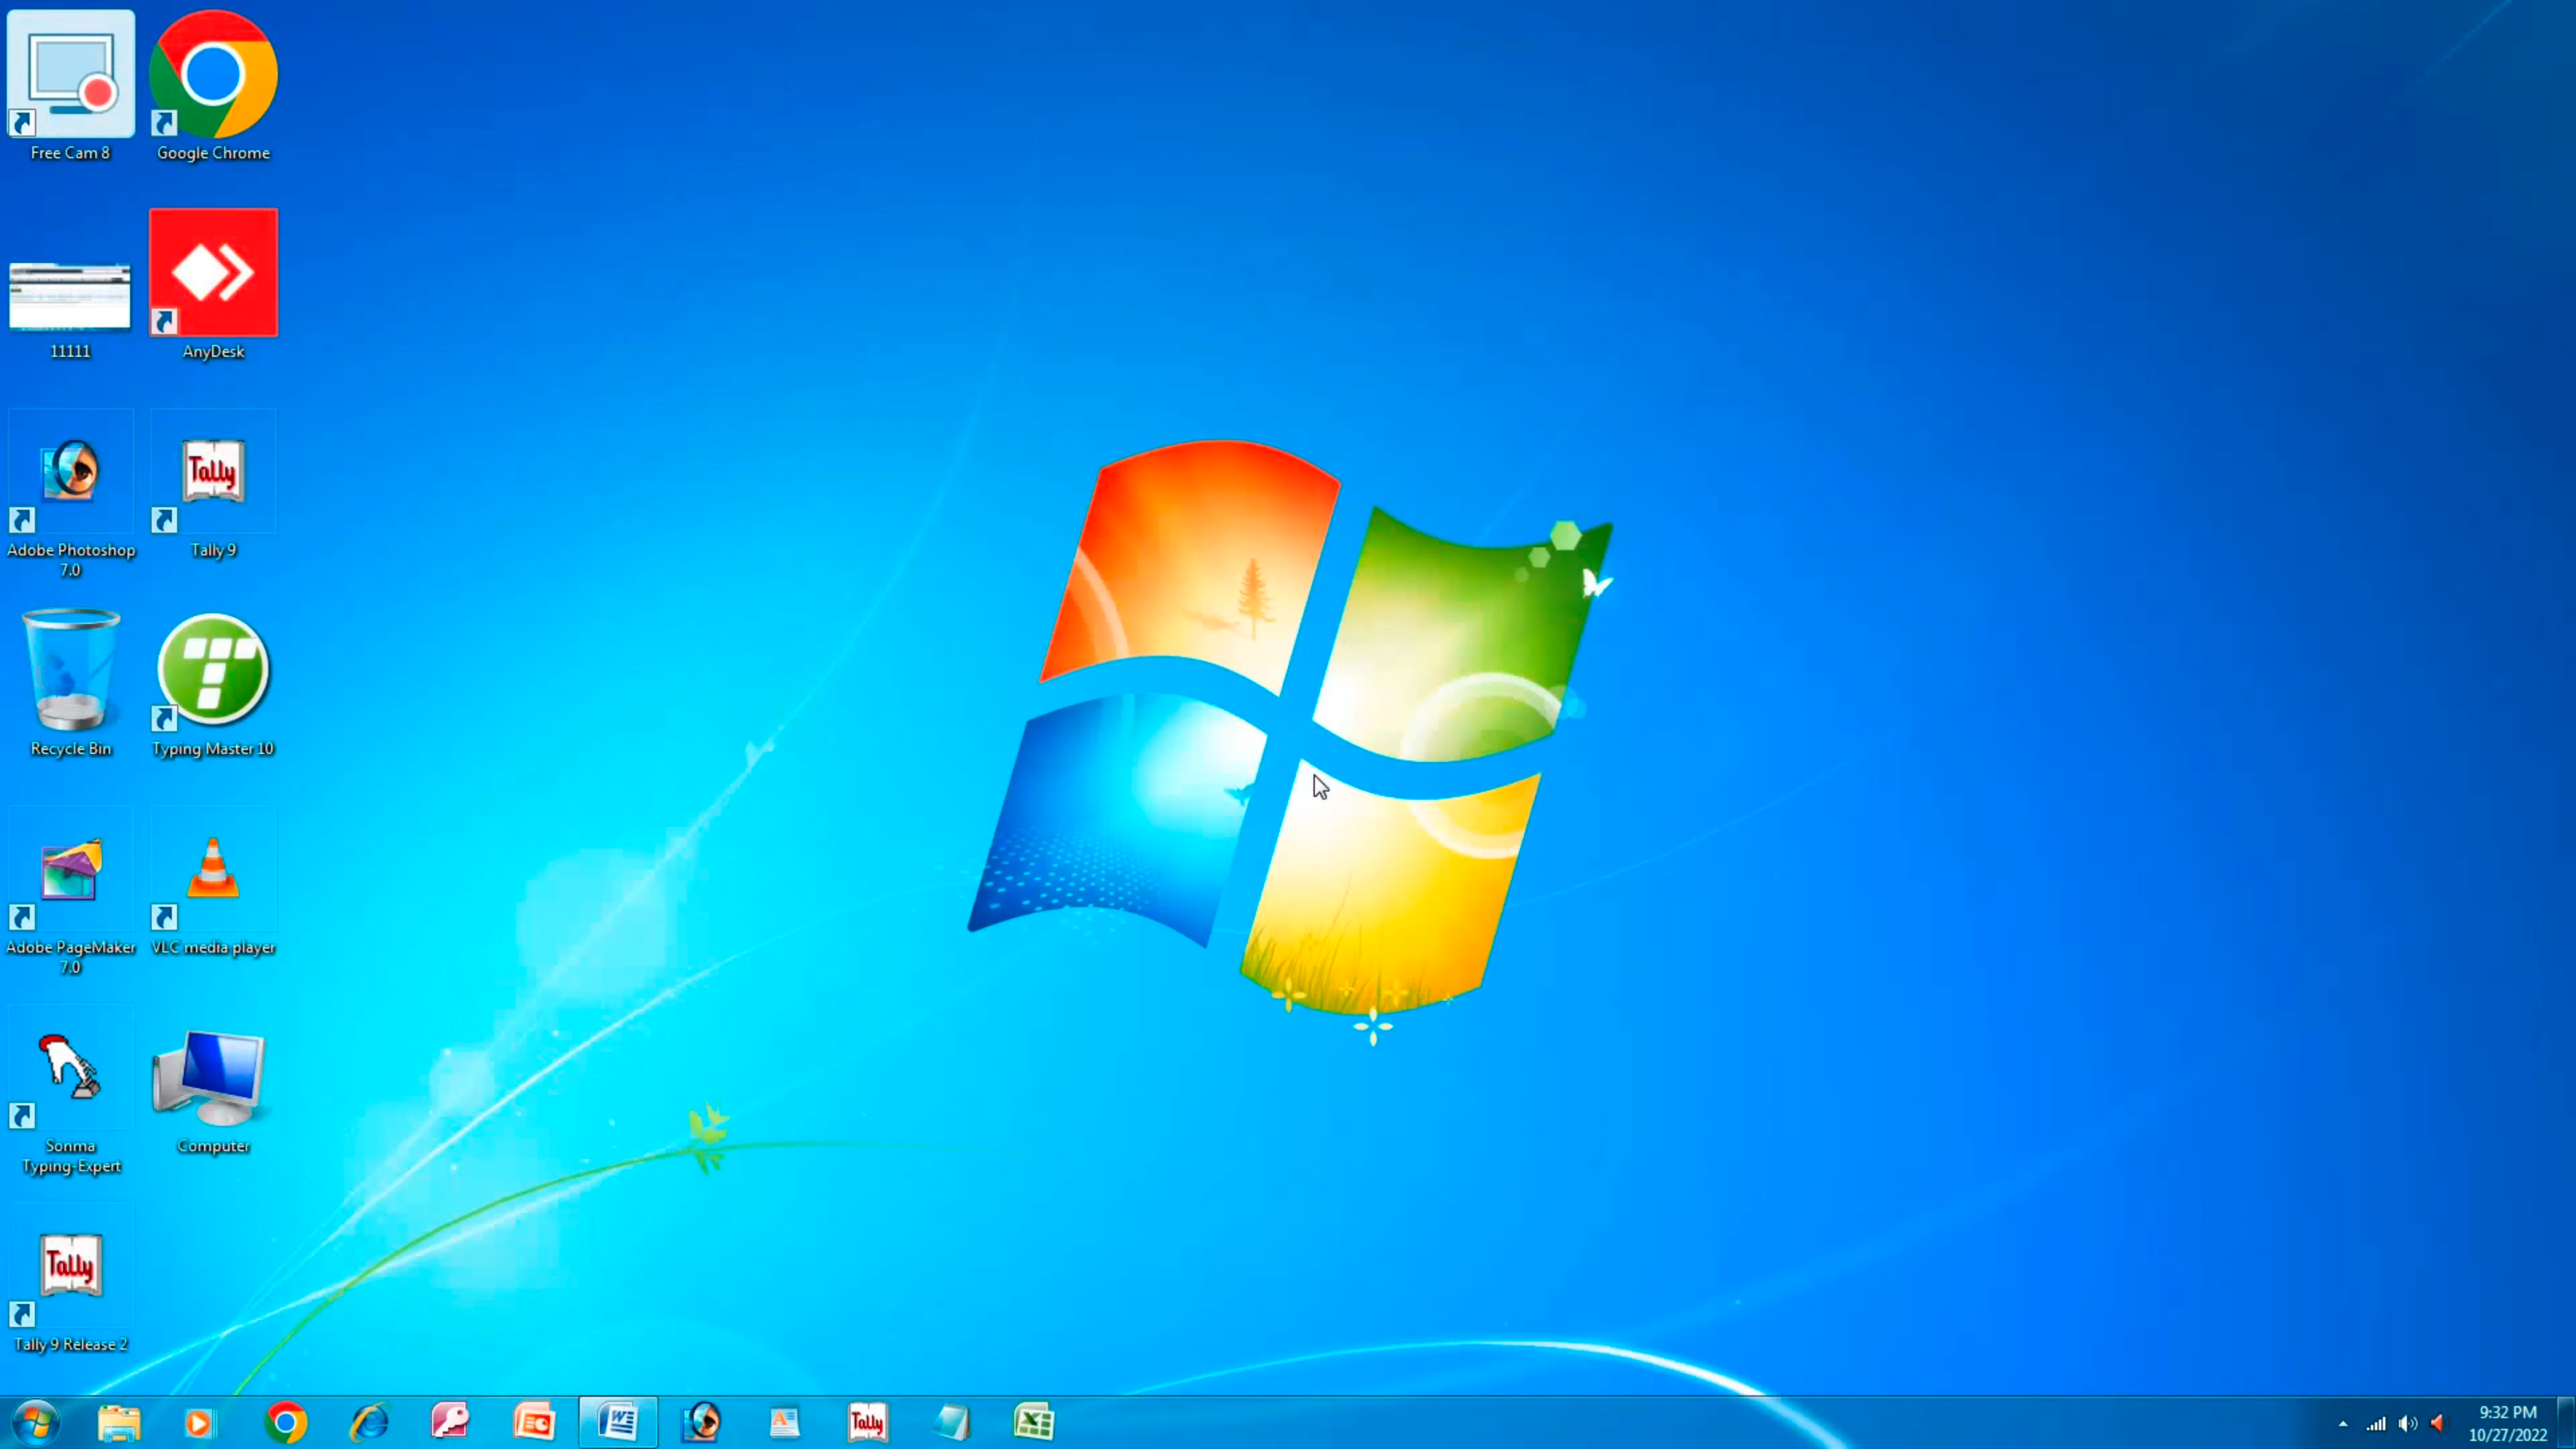 Free Cam 8
Google Chrome
11111
AnyDesk
Tally
Adobe Photoshop
7.0
Tally 9
Recycle Bin
Typing Master 10
Adobe PageMaker
7.0
VLC media player
Sonma
Typing-Expert
Computer
Tally
Tally 9 Release 2
Tally
9:32 PM
10/27/2022